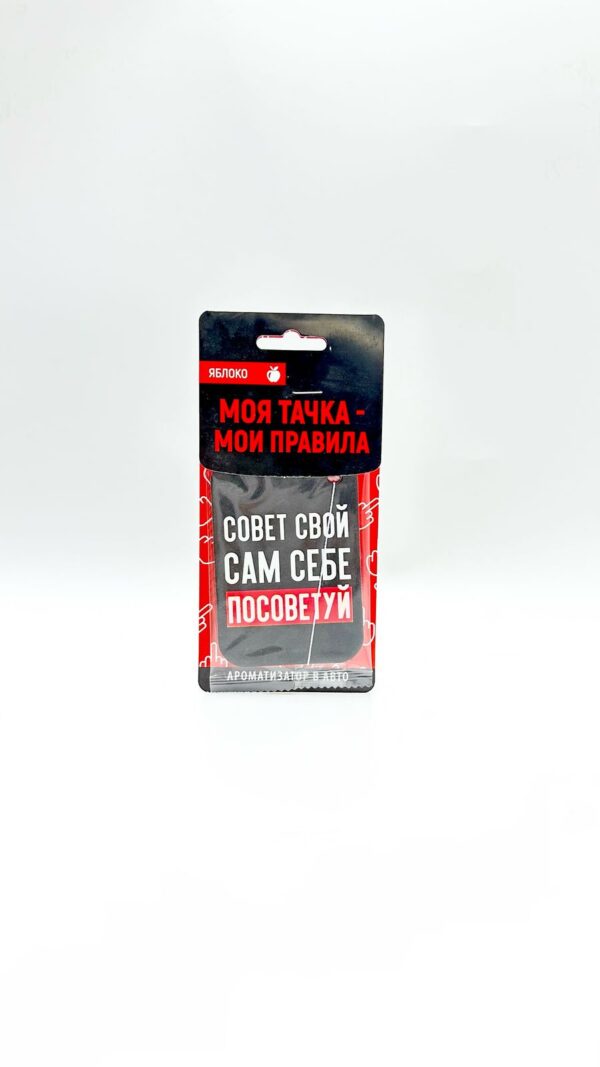 ЯБЛОКО
МОЯ ТАЧКА -
МОИ ПРАВИЛА
СОВЕТ СВОЙ
САМ СЕБЕ
ПОСОВЕТУЙ
АРОМАТИЗАТОР В АВТО